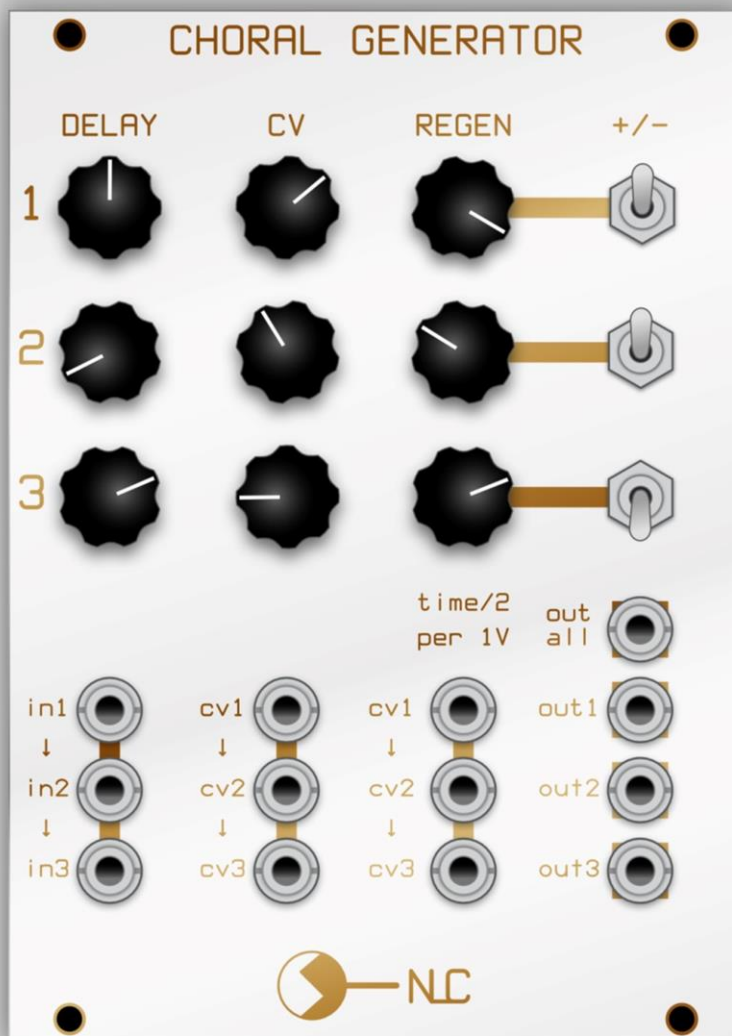 CHORAL GENERATOR
DELAY CV REGEN +/-
1
2
3
time/2 out
per 1V all
in1 cv1 cv1 out1
↓ ↓ ↓
in2 cv2 cv2 out2
↓ ↓ ↓
in3 cv3 cv3 out3
NLC